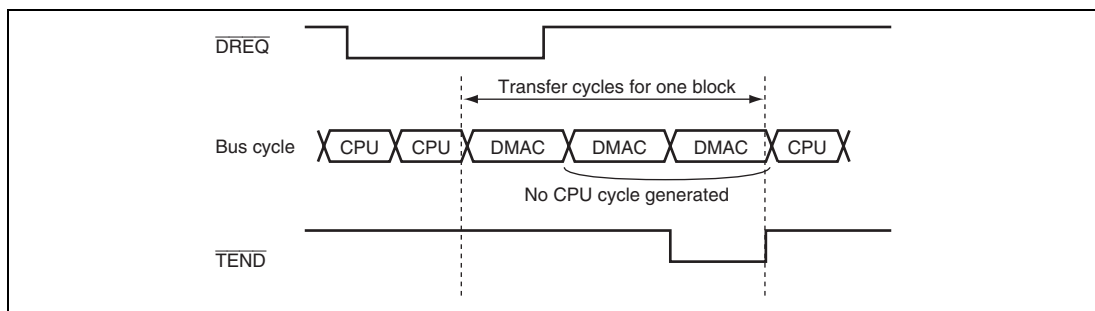 DREQ
Transfer cycles for one block
Bus cycle CPU CPU DMAC DMAC DMAC CPU
No CPU cycle generated
TEND